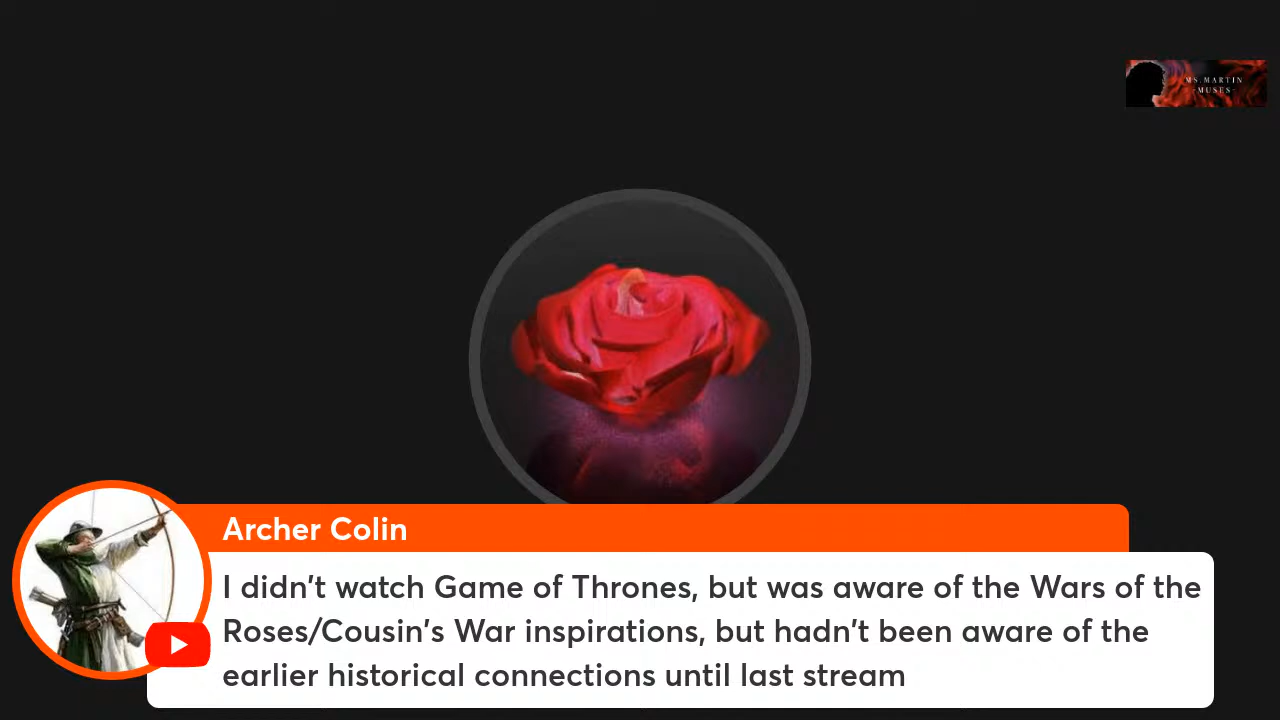 MS. MARTIN
-MUSES-
Archer Colin
I didn't watch Game of Thrones, but was aware of the Wars of the
Roses/Cousin's War inspirations, but hadn't been aware of the
earlier historical connections until last stream